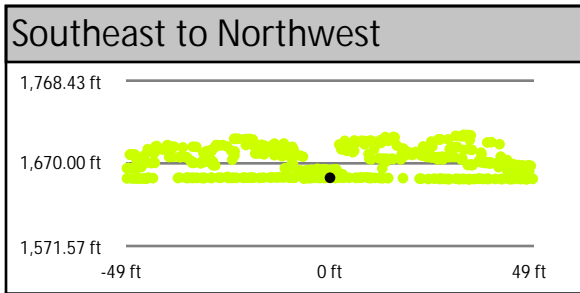 Southeast to Northwest
1,768.43 ft
1,670.00 ft
1,571.57 ft
-49 ft 0 ft 49 ft